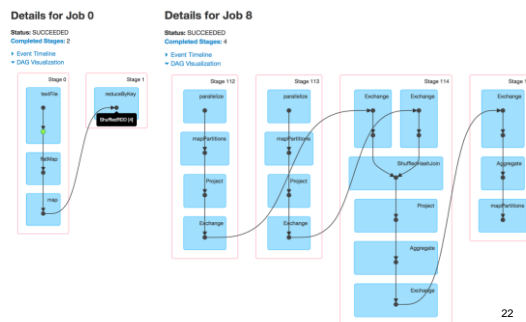 Details for Job 0
Status: SUCCEEDED
Completed Stages: 2
Event Timeline
DAG Visualization
Stage 0
textFile
flatMap
map
Stage 1
reduceByKey
ShuffledRDD [4]
Details for Job 8
Status: SUCCEEDED
Completed Stages: 4
Event Timeline
DAG Visualization
Stage 112
parallelize
mapPartitions
Project
Exchange
Stage 113
parallelize
mapPartitions
Project
Exchange
Stage 114
Exchange
Exchange
ShuffledHashJoin
Project
Aggregate
Exchange
Stage
Exchange
Aggregate
mapPartitions
22